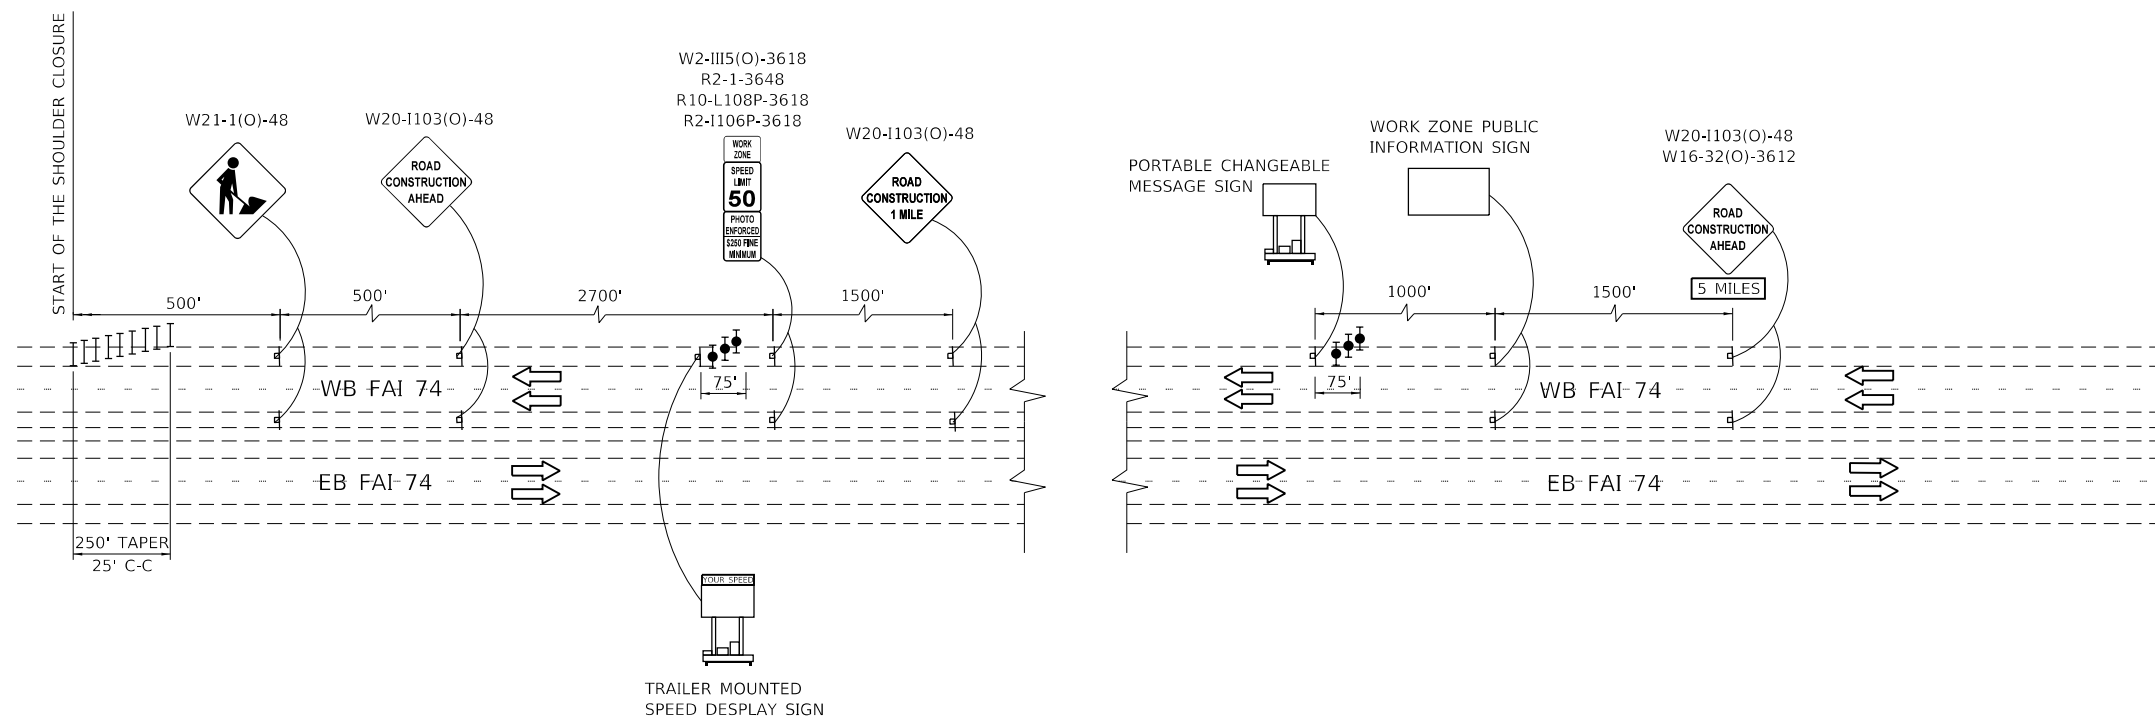 START OF THE SHOULDER CLOSURE
W21-1(O)-48
W20-I103(O)-48
ROAD
CONSTRUCTION
AHEAD
W2-III5(O)-3618
R2-1-3648
R10-L108P-3618
R2-I106P-3618
WORK
ZONE
SPEED
LIMIT
50
PHOTO
ENFORCED
$250 FINE
MINIMUM
W20-I103(O)-48
ROAD
CONSTRUCTION
1 MILE
PORTABLE CHANGEABLE
MESSAGE SIGN
WORK ZONE PUBLIC
INFORMATION SIGN
W20-I103(O)-48
W16-32(O)-3612
ROAD
CONSTRUCTION
AHEAD
5 MILES
500'
500'
2700'
1500'
1000'
1500'
75'
75'
WB FAI 74
WB FAI 74
EB FAI 74
EB FAI 74
250' TAPER
25' C-C
YOUR SPEED
TRAILER MOUNTED
SPEED DESPLAY SIGN